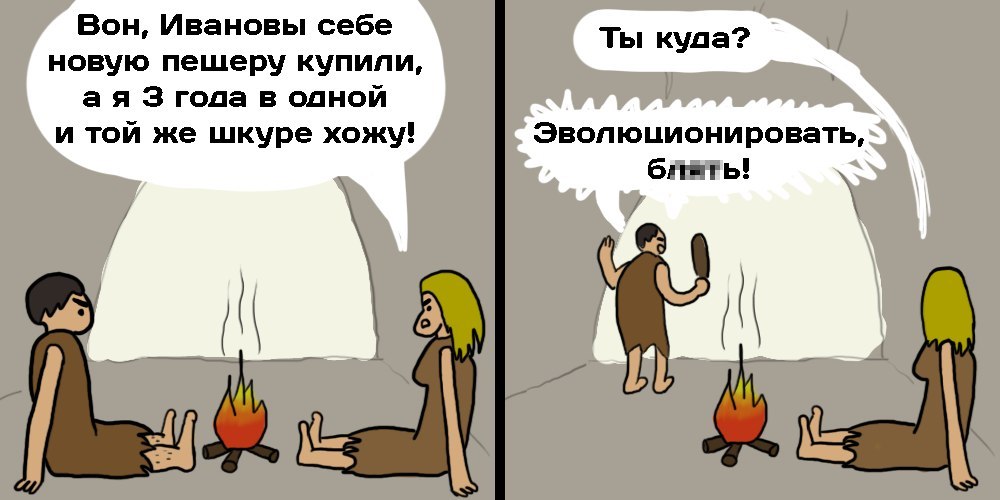 Вон, Ивановы себе
новую пещеру купили,
а я 3 года в одной
и той же шкуре хожу!
Ты куда?
Эволюционировать,